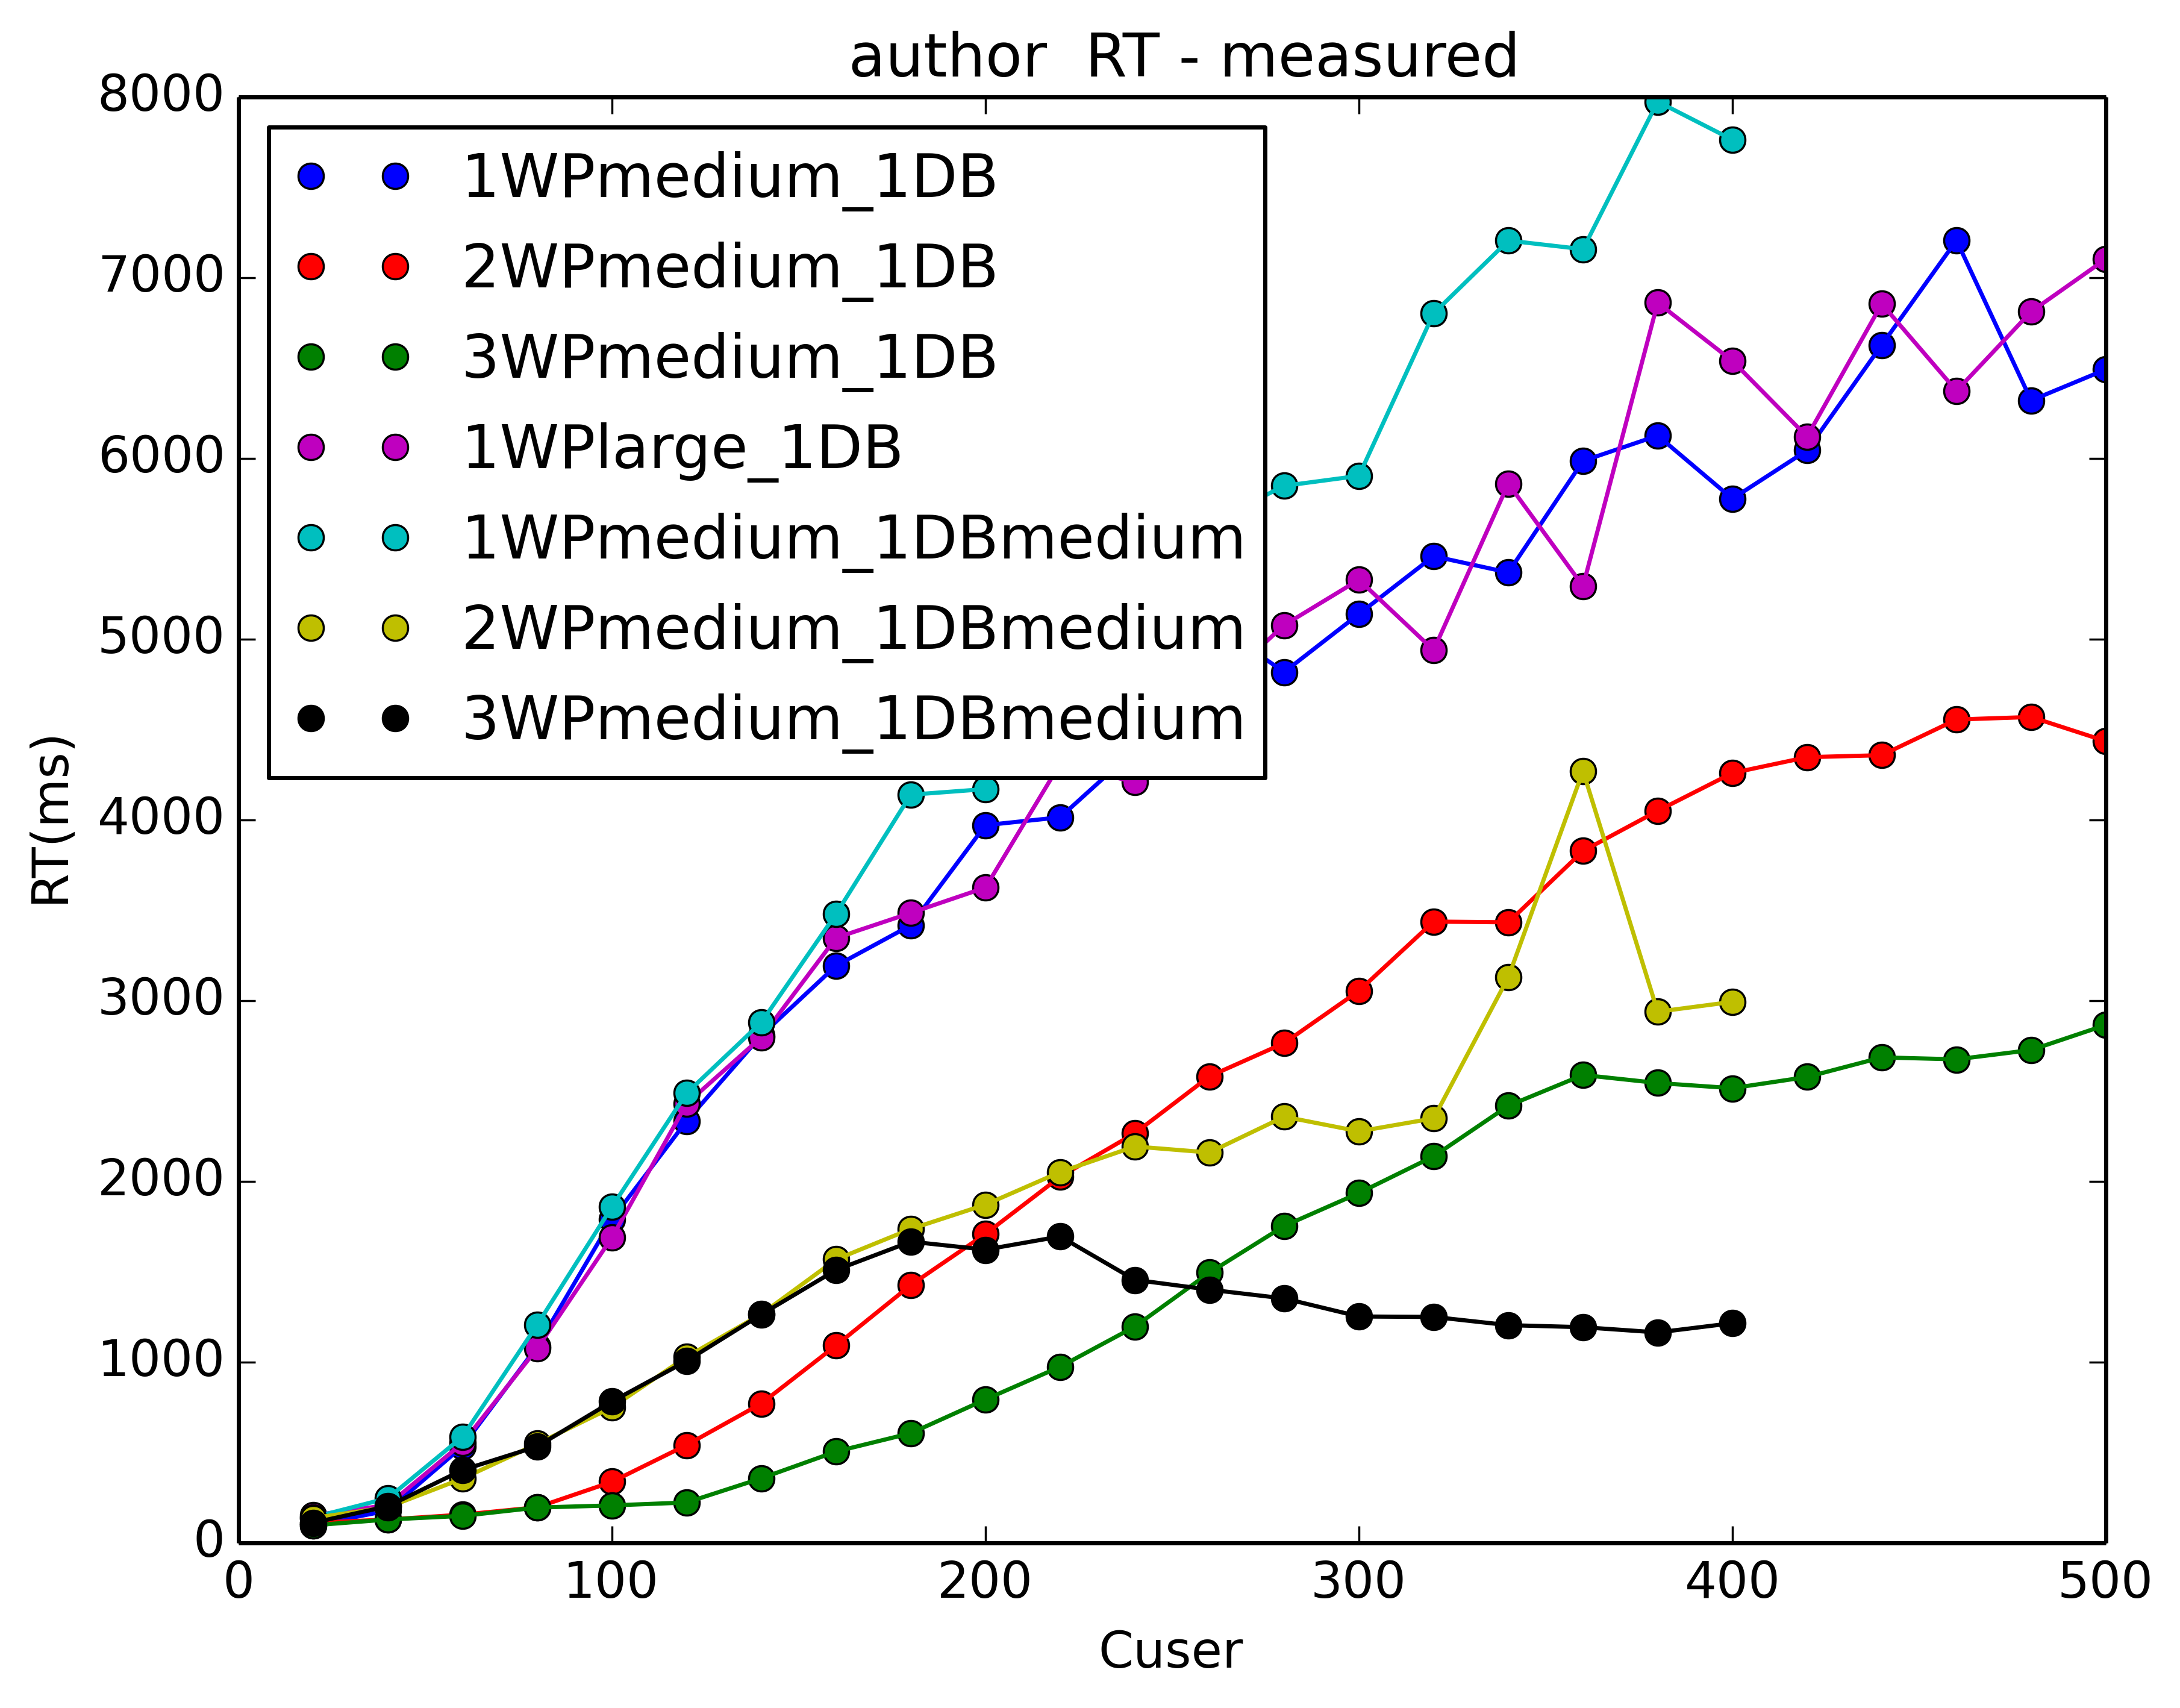 author  RT - measured
8000
7000
6000
5000
4000
3000
2000
1000
0
RT(ms)
1WPmedium_1DB
2WPmedium_1DB
3WPmedium_1DB
1WPlarge_1DB
1WPmedium_1DBmedium
2WPmedium_1DBmedium
3WPmedium_1DBmedium
0 100 200 300 400 500
Cuser